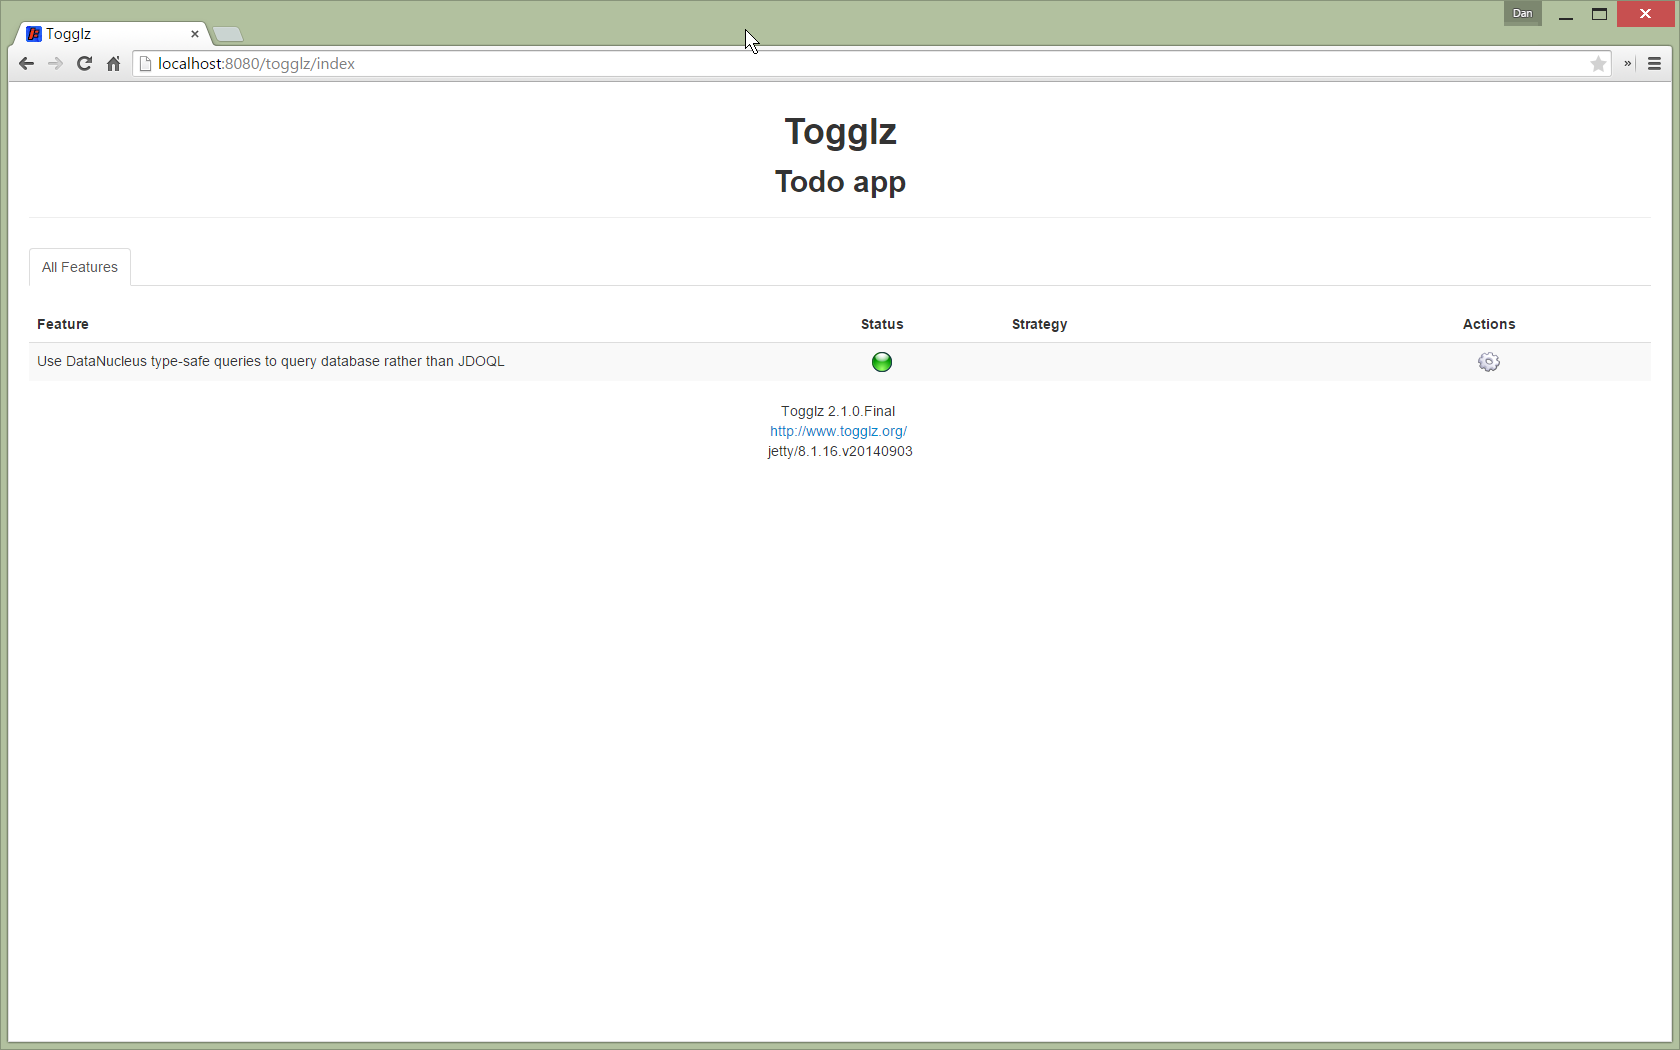 Dan
Togglz
localhost:8080/togglz/index
Togglz
Todo app
All Features
Feature Status Strategy Actions
Use DataNucleus type-safe queries to query database rather than JDOQL
Togglz 2.1.0.Final
http://www.togglz.org/
jetty/8.1.16.v20140903